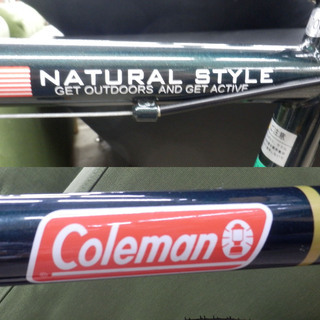 NATURAL STYLE
GET OUTDOORS AND GET ACTIVE
Coleman